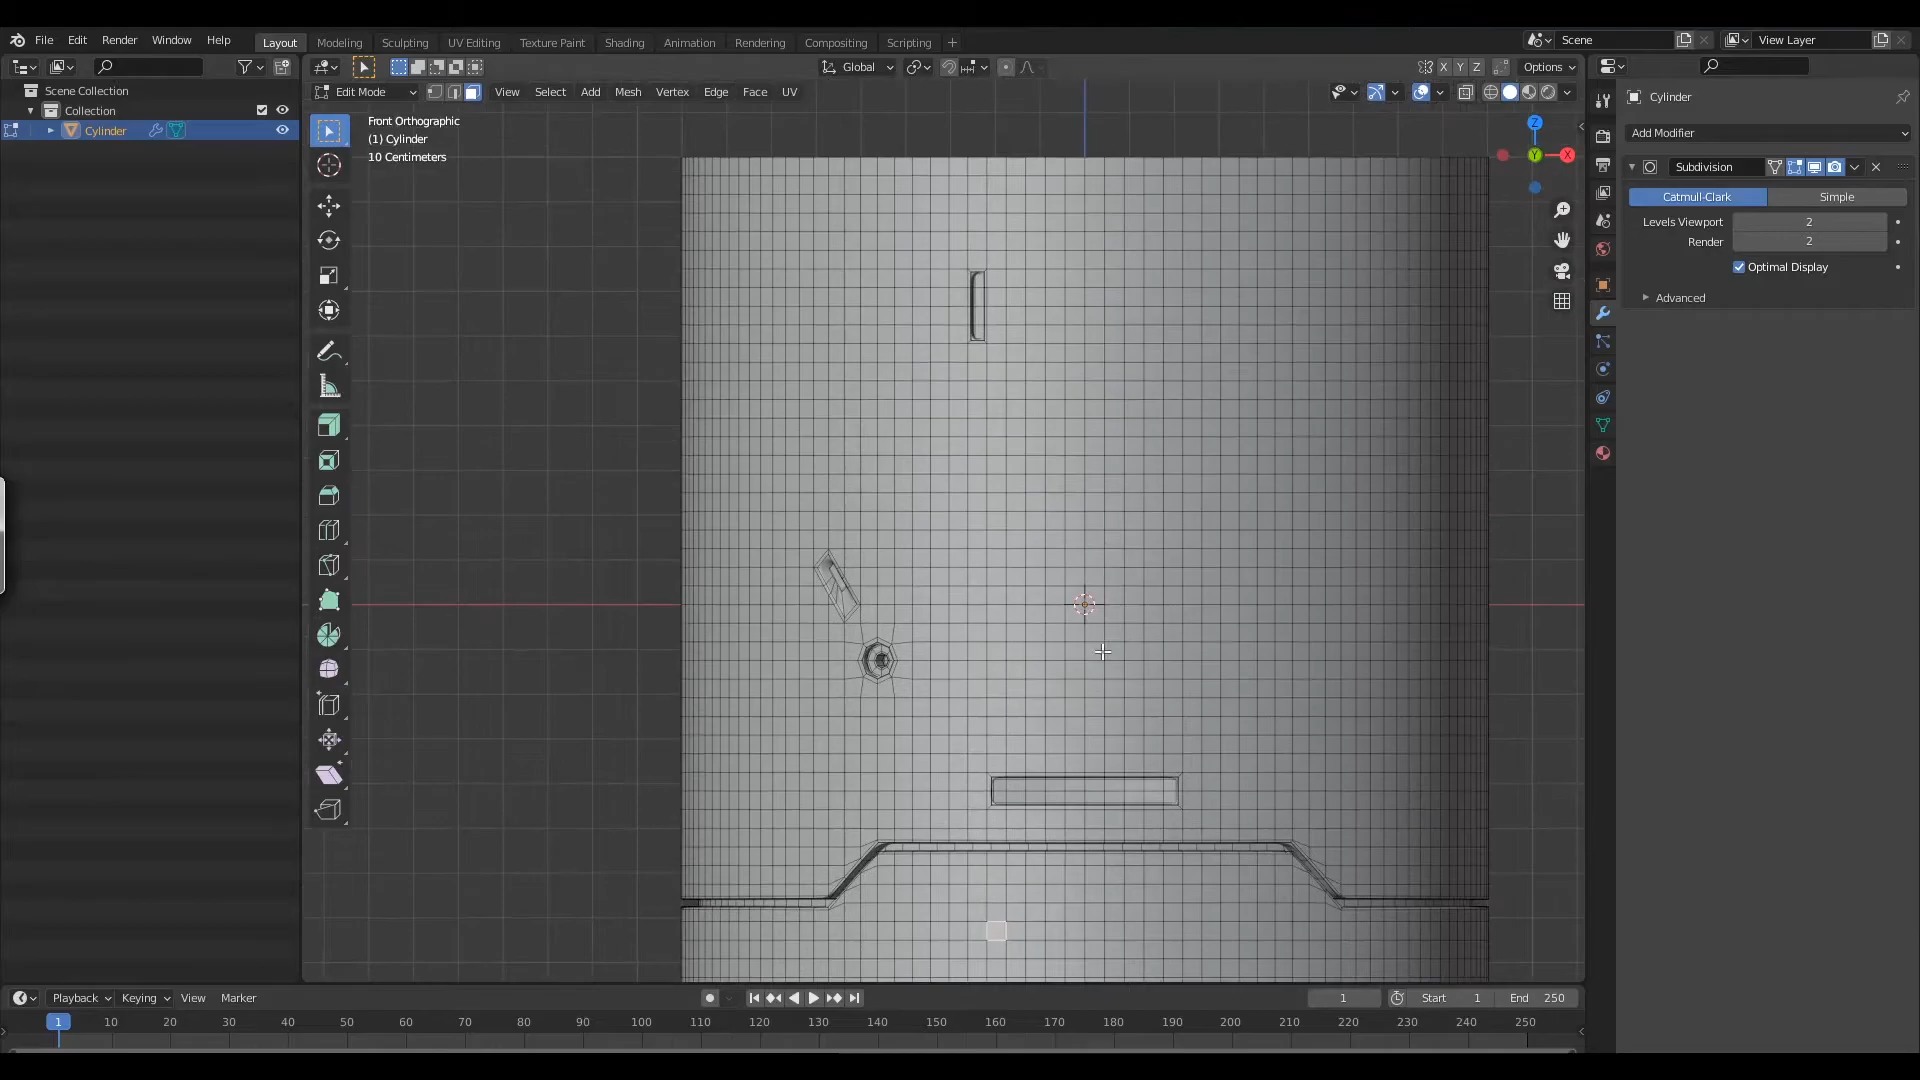 File Edit Render Window Help Layout Modeling Sculpting UV Editing Texture Paint Shading Animation Rendering Compositing Scripting + Scene View Layer
Global X Y Z Options
Scene Collection
Edit Mode View Select Add Mesh Vertex Edge Face UV
Collection
Cylinder
Front Orthographic
(1) Cylinder
10 Centimeters
Z
Y
X
Cylinder
Add Modifier
Subdivision
Catmull-Clark Simple
Levels Viewport 2
Render 2
Optimal Display
Advanced
Playback Keying View Marker 1 Start 1 End 250
1 10 20 30 40 50 60 70 80 90 100 110 120 130 140 150 160 170 180 190 200 210 220 230 240 250